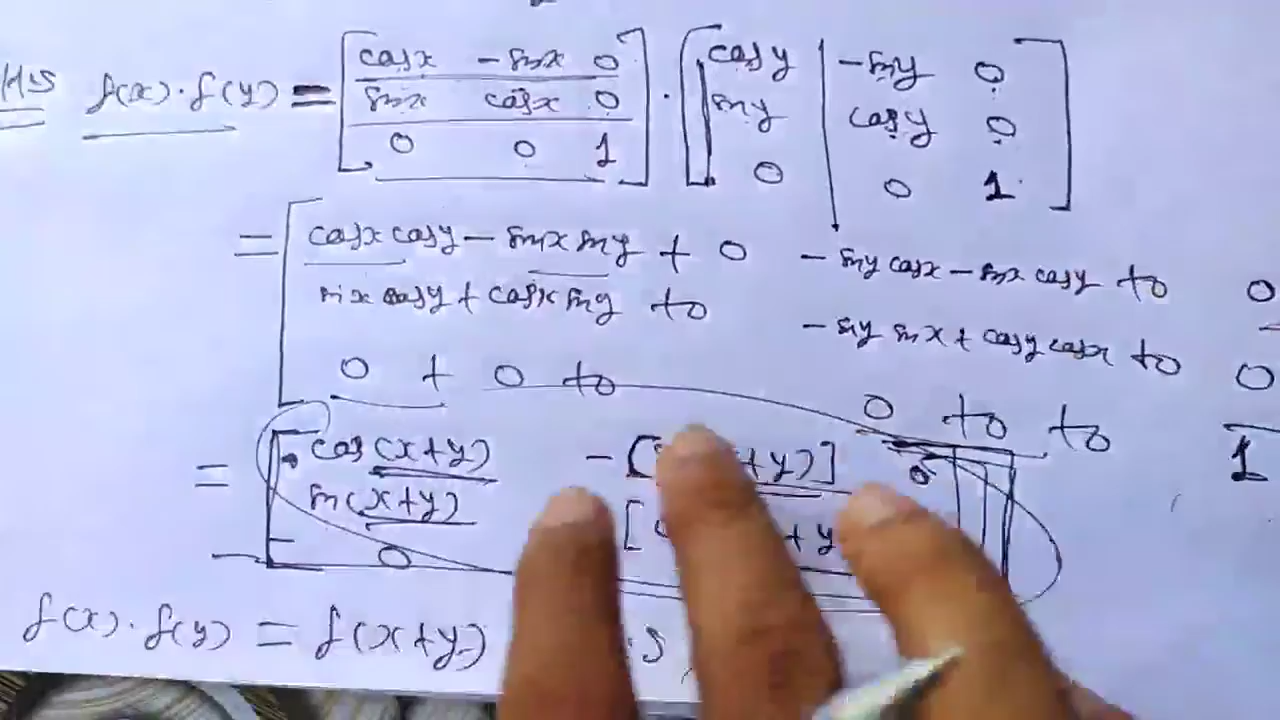 HS f(x).f(y) = [cosx -sinx 0] . [cosy -siny 0]
sinx cosx 0 siny cosy 0
0 0 1 0 0 1
= [cosx cosy - sinx siny + 0 - siny cosx - sinx cosy +0 0
sinx cosy + cosx siny +0 - siny sinx + cosy cosx +0 0
0 + 0 +0 0 +0 +0 1
= [cos(x+y) -[ +y)] 0
sin(x+y) [ +y
0
f(x).f(y) = f(x+y) .S